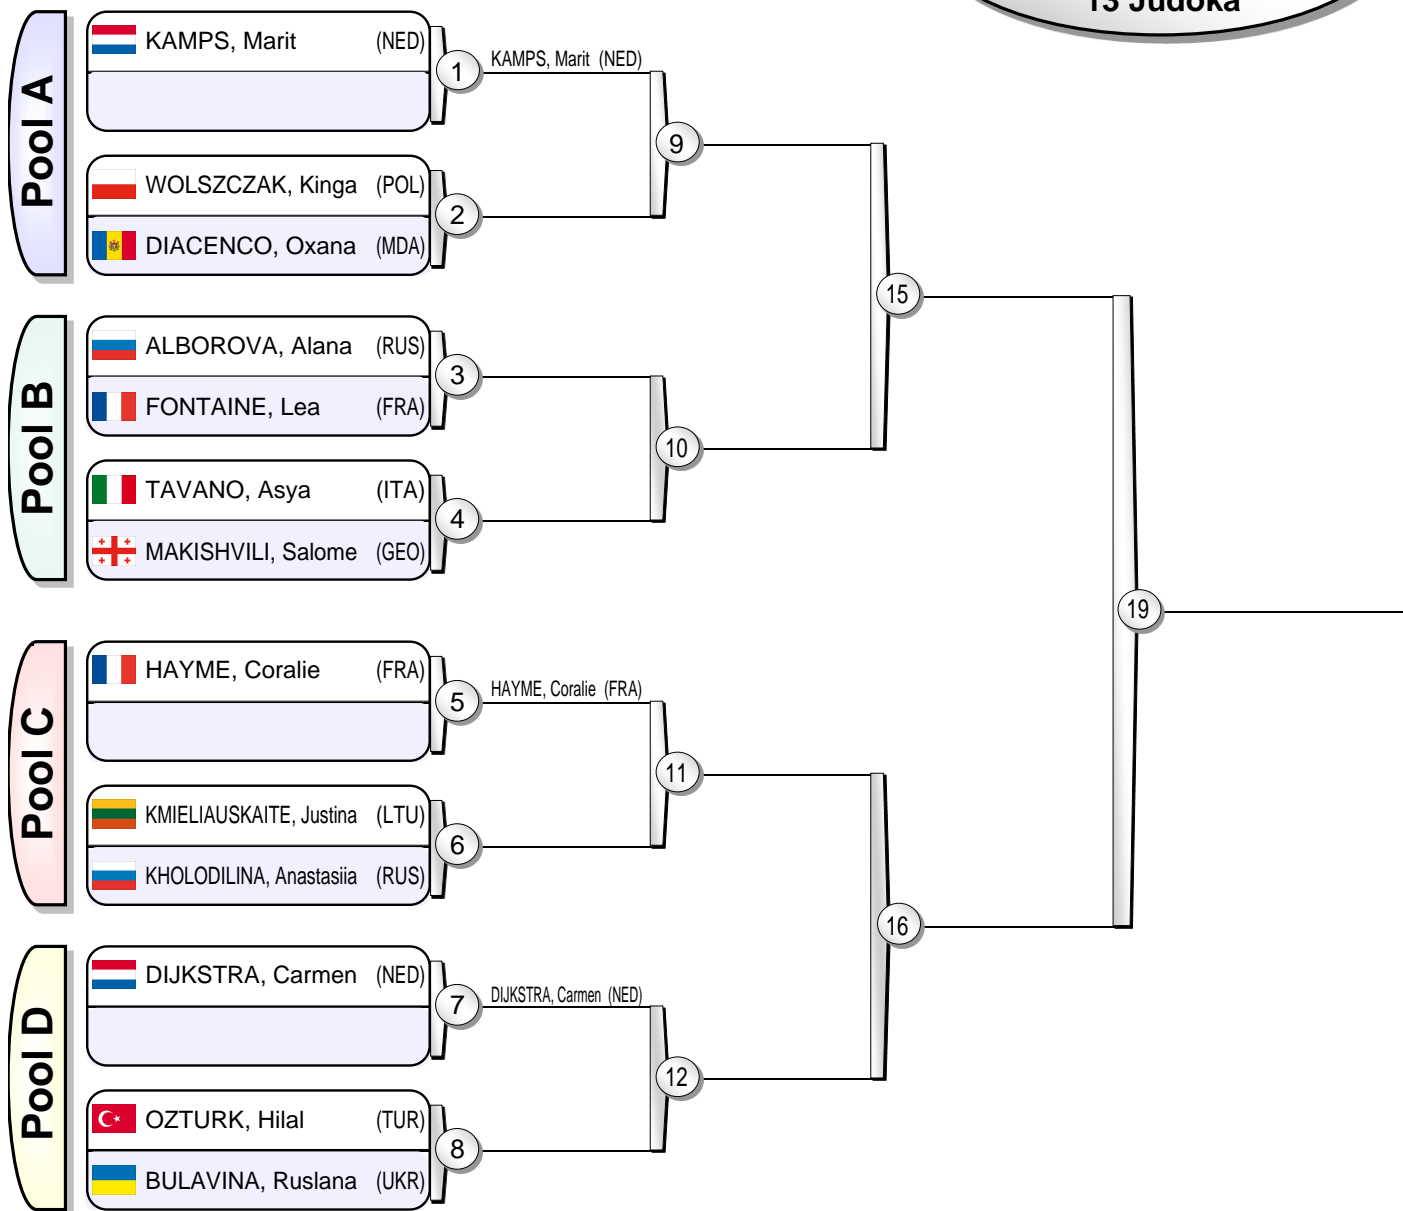 13 Judoka
Pool A
KAMPS, Marit (NED)
1
KAMPS, Marit (NED)
9
WOLSZCZAK, Kinga (POL)
2
DIACENCO, Oxana (MDA)
15
Pool B
ALBOROVA, Alana (RUS)
3
FONTAINE, Lea (FRA)
10
TAVANO, Asya (ITA)
4
MAKISHVILI, Salome (GEO)
19
Pool C
HAYME, Coralie (FRA)
5
HAYME, Coralie (FRA)
11
KMIELIAUSKAITE, Justina (LTU)
6
KHOLODILINA, Anastasiia (RUS)
16
Pool D
DIJKSTRA, Carmen (NED)
7
DIJKSTRA, Carmen (NED)
12
OZTURK, Hilal (TUR)
8
BULAVINA, Ruslana (UKR)